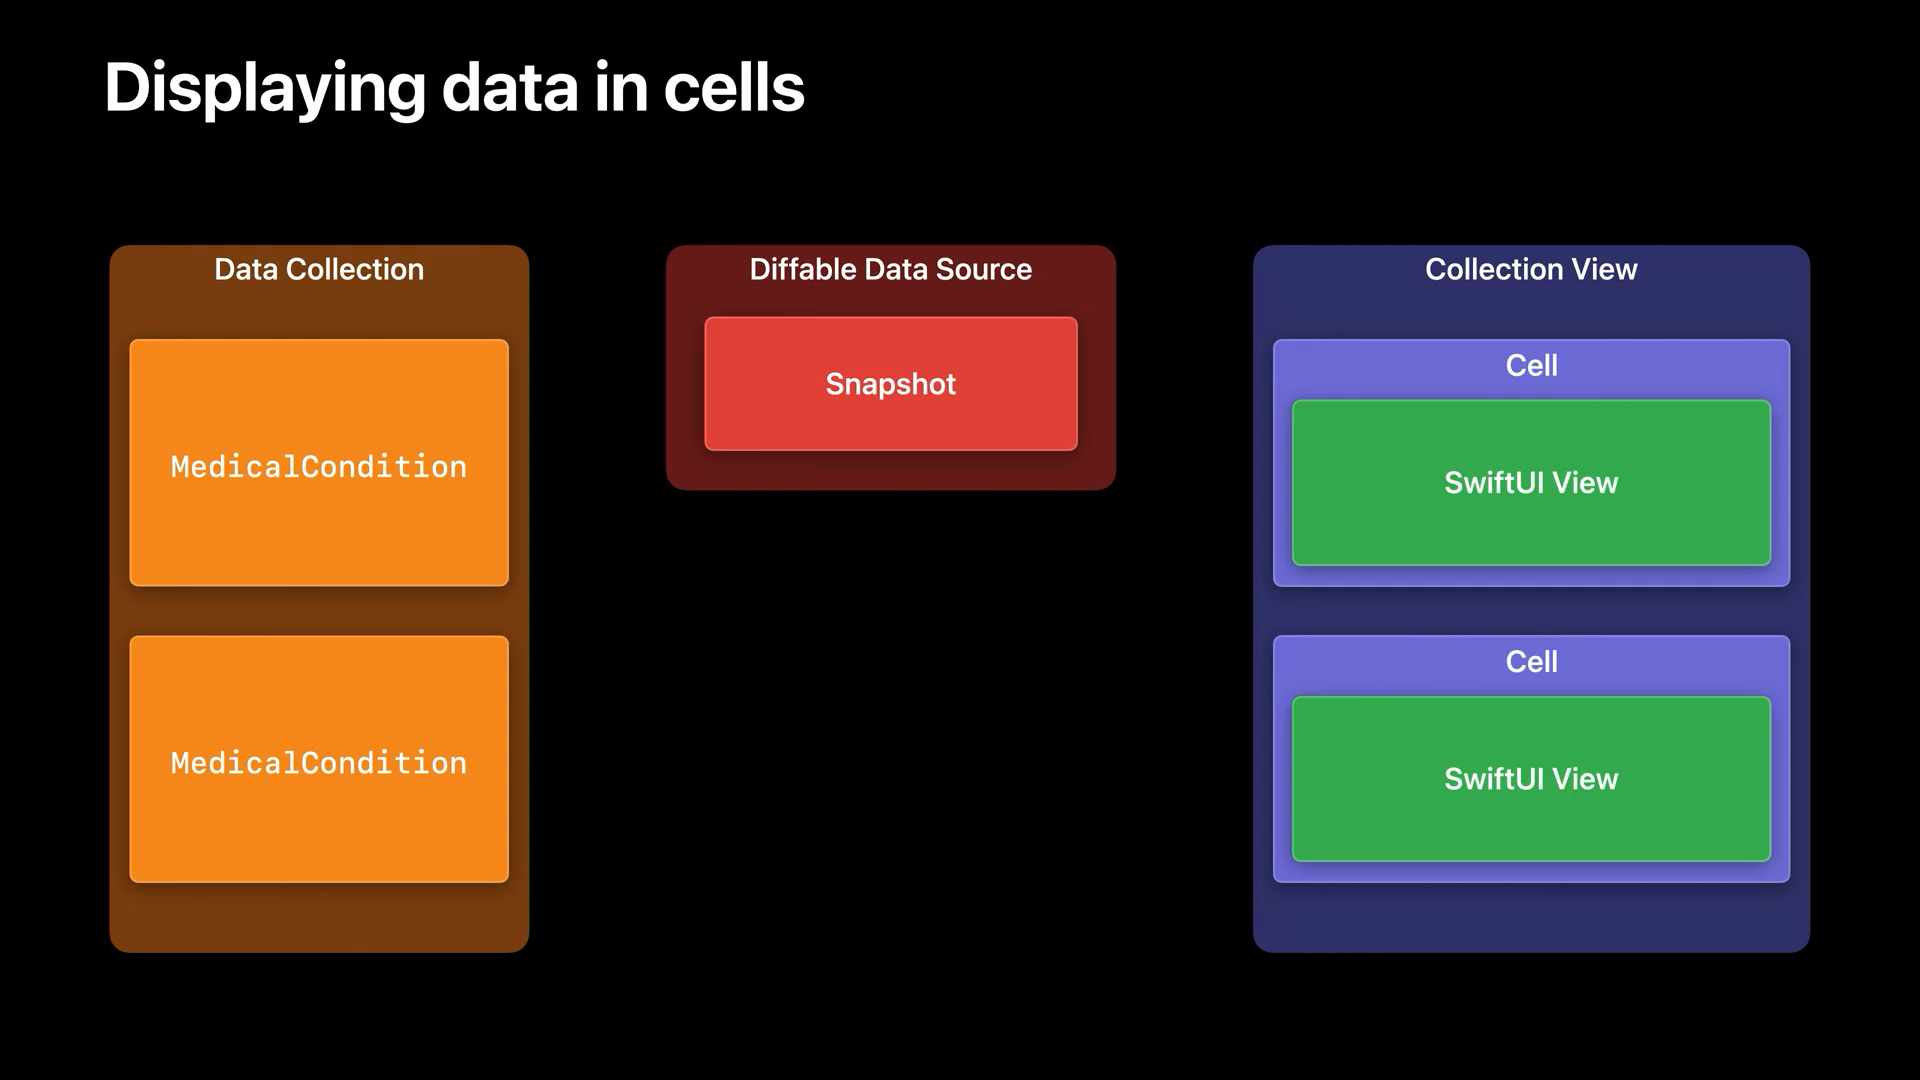 Displaying data in cells
Data Collection
MedicalCondition
MedicalCondition
Diffable Data Source
Snapshot
Collection View
Cell
SwiftUI View
Cell
SwiftUI View